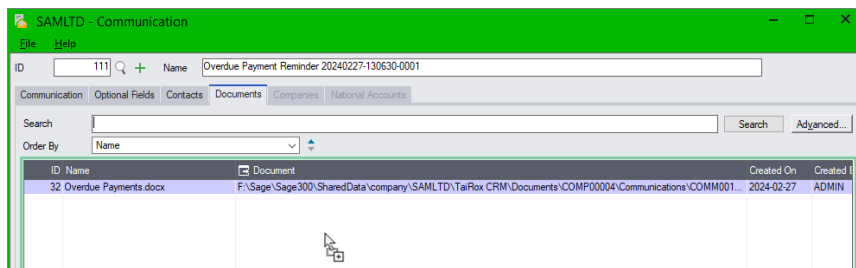 SAMLTD - Communication
File Help
ID 111 Name Overdue Payment Reminder 20240227-130630-0001
Communication Optional Fields Contacts Documents Companies National Accounts
Search Search Advanced...
Order By Name
ID Name Document Created On Created B
32 Overdue Payments.docx F:\Sage\Sage300\SharedData\company\SAMLTD\TaiRox CRM\Documents\COMP00004\Communications\COMM001... 2024-02-27 ADMIN